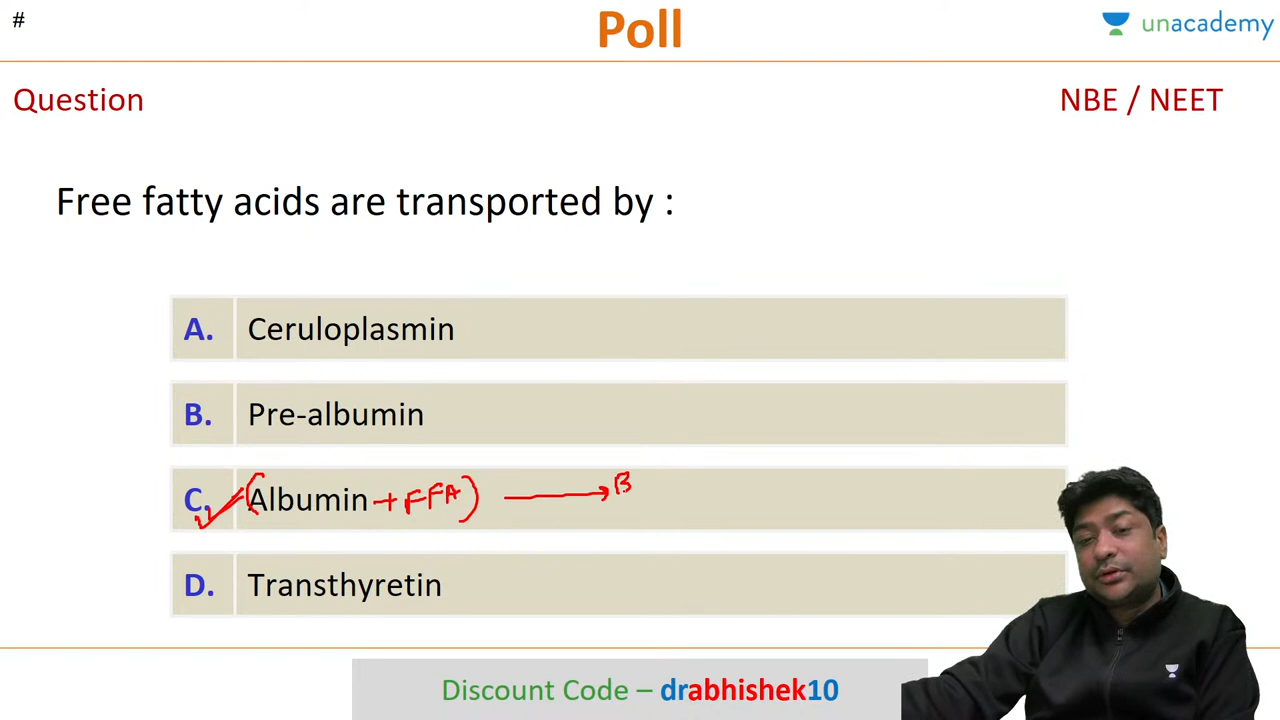 #
Poll
unacademy
Question
NBE / NEET
Free fatty acids are transported by :
A. Ceruloplasmin
B. Pre-albumin
C. (Albumin + FFA) → B
D. Transthyretin
Discount Code – drabhishek10